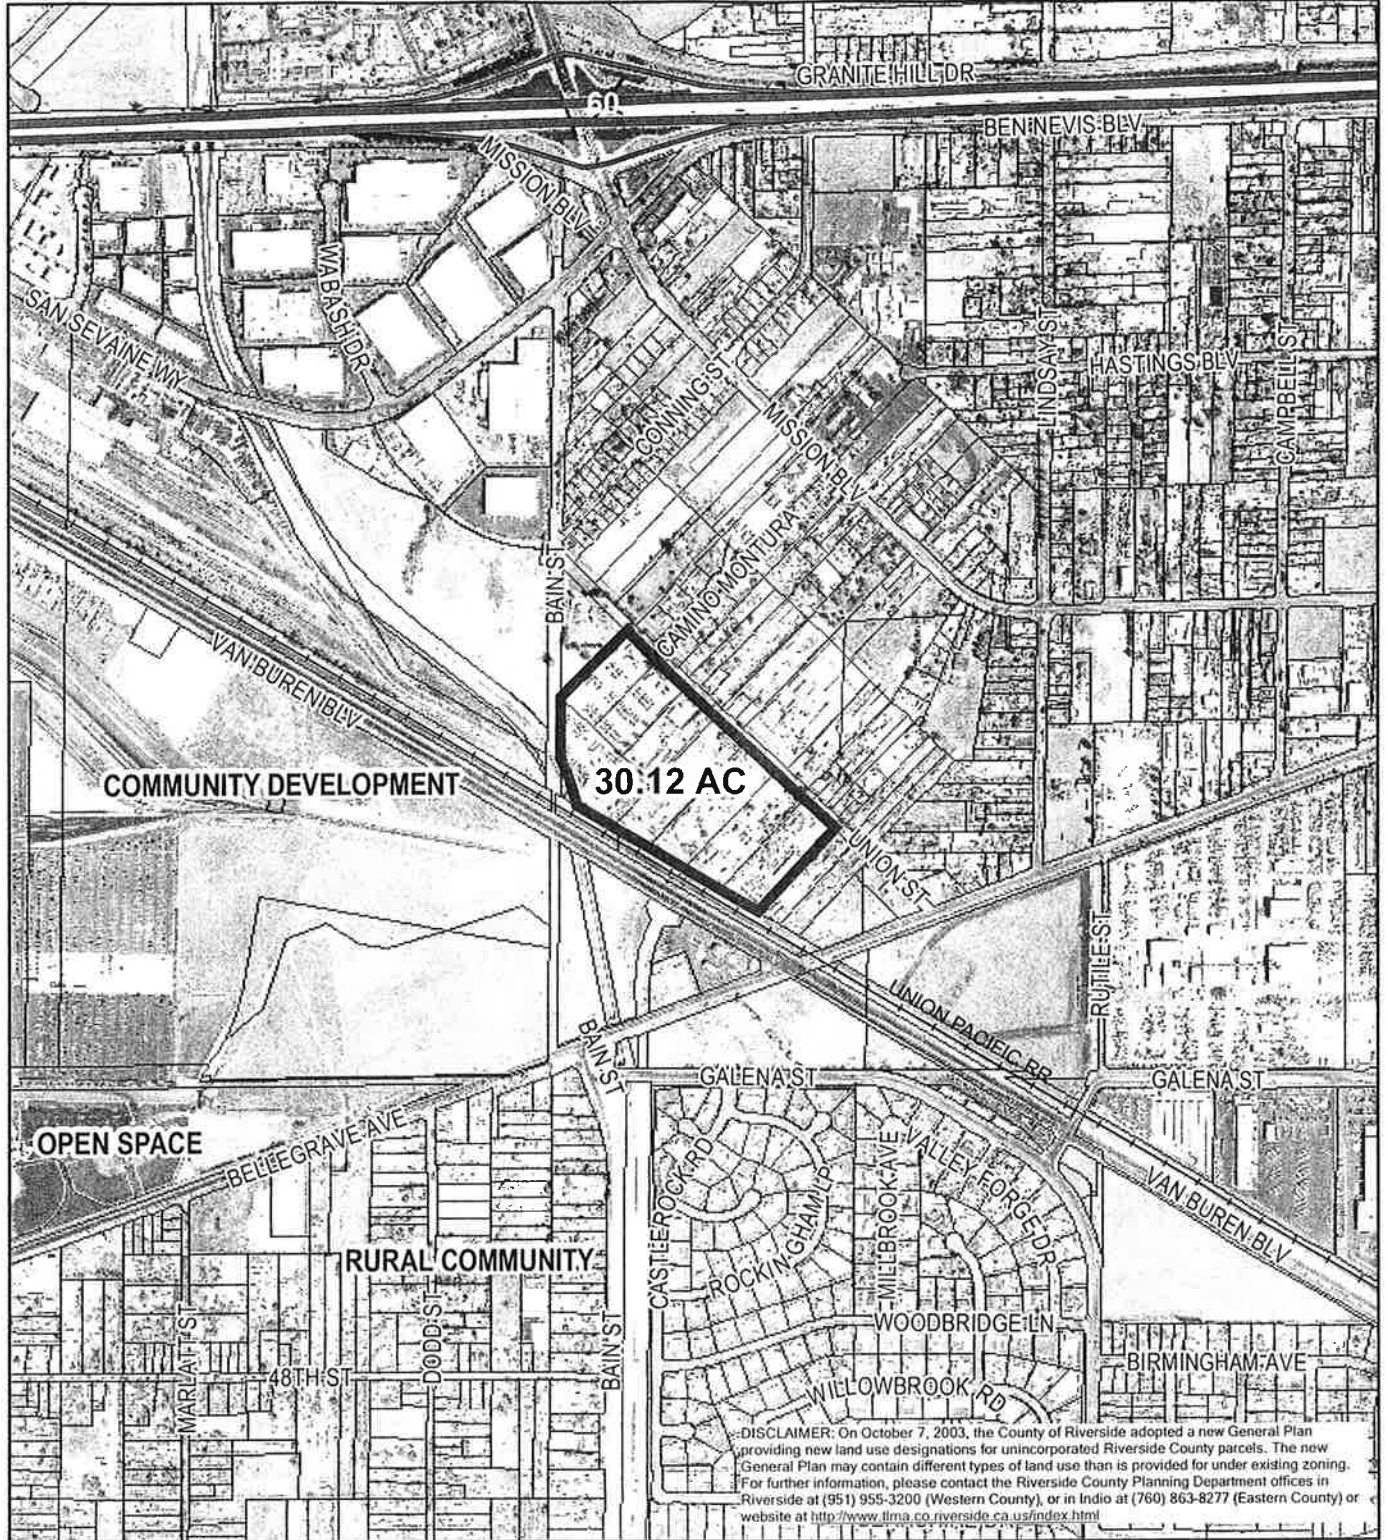 GRANITE HILL DR
60
BEN NEVIS BLV
MISSION BLV
WABASH DR
SAN SEVAINE WY
LINDSAY ST
HASTINGS BLV
CAMPBELL ST
CONNING ST
MISSION BLV
CAMINO MONTURA
BAIN ST
VAN BUREN BLV
COMMUNITY DEVELOPMENT
30.12 AC
UNION ST
RUTILE ST
UNION PACIFIC RR
BAIN ST
GALENA ST
GALENA ST
OPEN SPACE
BELLEGRAVE AVE
CASTLEROCK RD
ROCKINGHAM LP
MILBROOK AVE
VALLEY FORGE DR
VAN BUREN BLV
RURAL COMMUNITY
MARLATT ST
DODD ST
BAIN ST
WOODBRIDGE LN
48TH ST
BIRMINGHAM AVE
WILLOWBROOK RD
DISCLAIMER: On October 7, 2003, the County of Riverside adopted a new General Plan
providing new land use designations for unincorporated Riverside County parcels. The new
General Plan may contain different types of land use than is provided for under existing zoning.
For further information, please contact the Riverside County Planning Department offices in
Riverside at (951) 955-3200 (Western County), or in Indio at (760) 863-8277 (Eastern County) or
website at http://www.tlma.co.riverside.ca.us/index.html